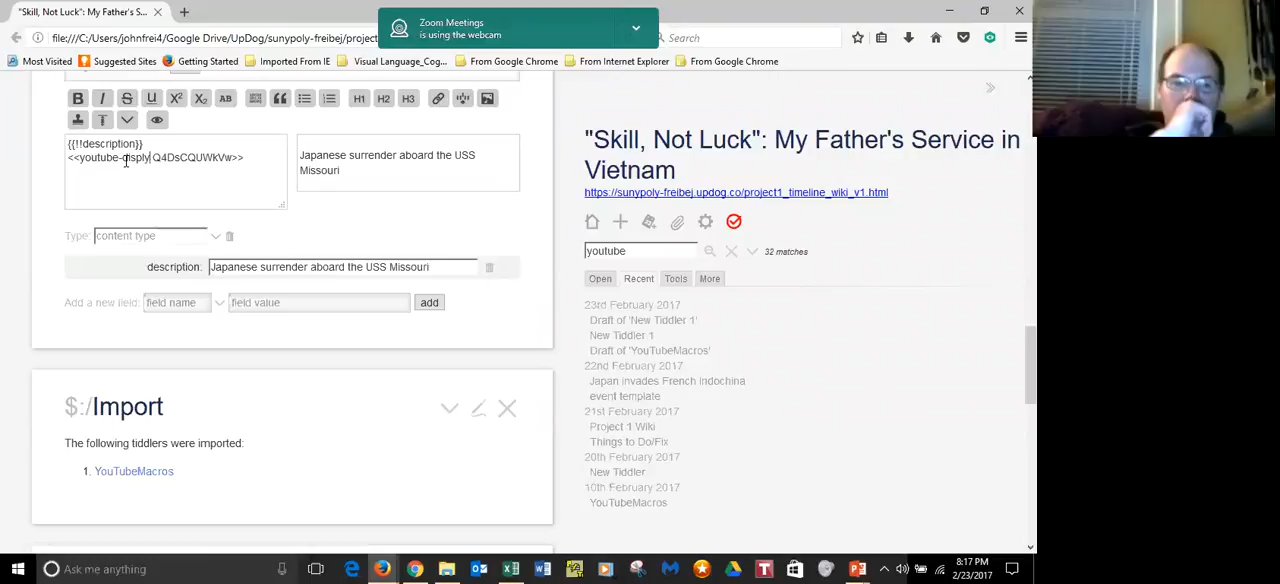 "Skill, Not Luck": My Father's S...
Zoom Meetings
is using the webcam
file:///C:/Users/johnfrei4/Google Drive/UpDog/sunypoly-freibej/project
Search
Most Visited
Suggested Sites
Getting Started
Imported From IE
Visual_Language_Cog...
From Google Chrome
From Internet Explorer
From Google Chrome
B I S U X² X₂ AB H1 H2 H3
{{!!description}}
<<youtube-disply Q4DsCQUWkVw>>
Japanese surrender aboard the USS
Missouri
Type: content type
description: Japanese surrender aboard the USS Missouri
Add a new field: field name field value add
$:/Import
The following tiddlers were imported:
1. YouTubeMacros
"Skill, Not Luck": My Father's Service in
Vietnam
https://sunypoly-freibej.updog.co/project1_timeline_wiki_v1.html
youtube 32 matches
Open Recent Tools More
23rd February 2017
Draft of 'New Tiddler 1'
New Tiddler 1
Draft of 'YouTubeMacros'
22nd February 2017
Japan invades French Indochina
event template
21st February 2017
Project 1 Wiki
Things to Do/Fix
20th February 2017
New Tiddler
10th February 2017
YouTubeMacros
Ask me anything
8:17 PM
2/23/2017